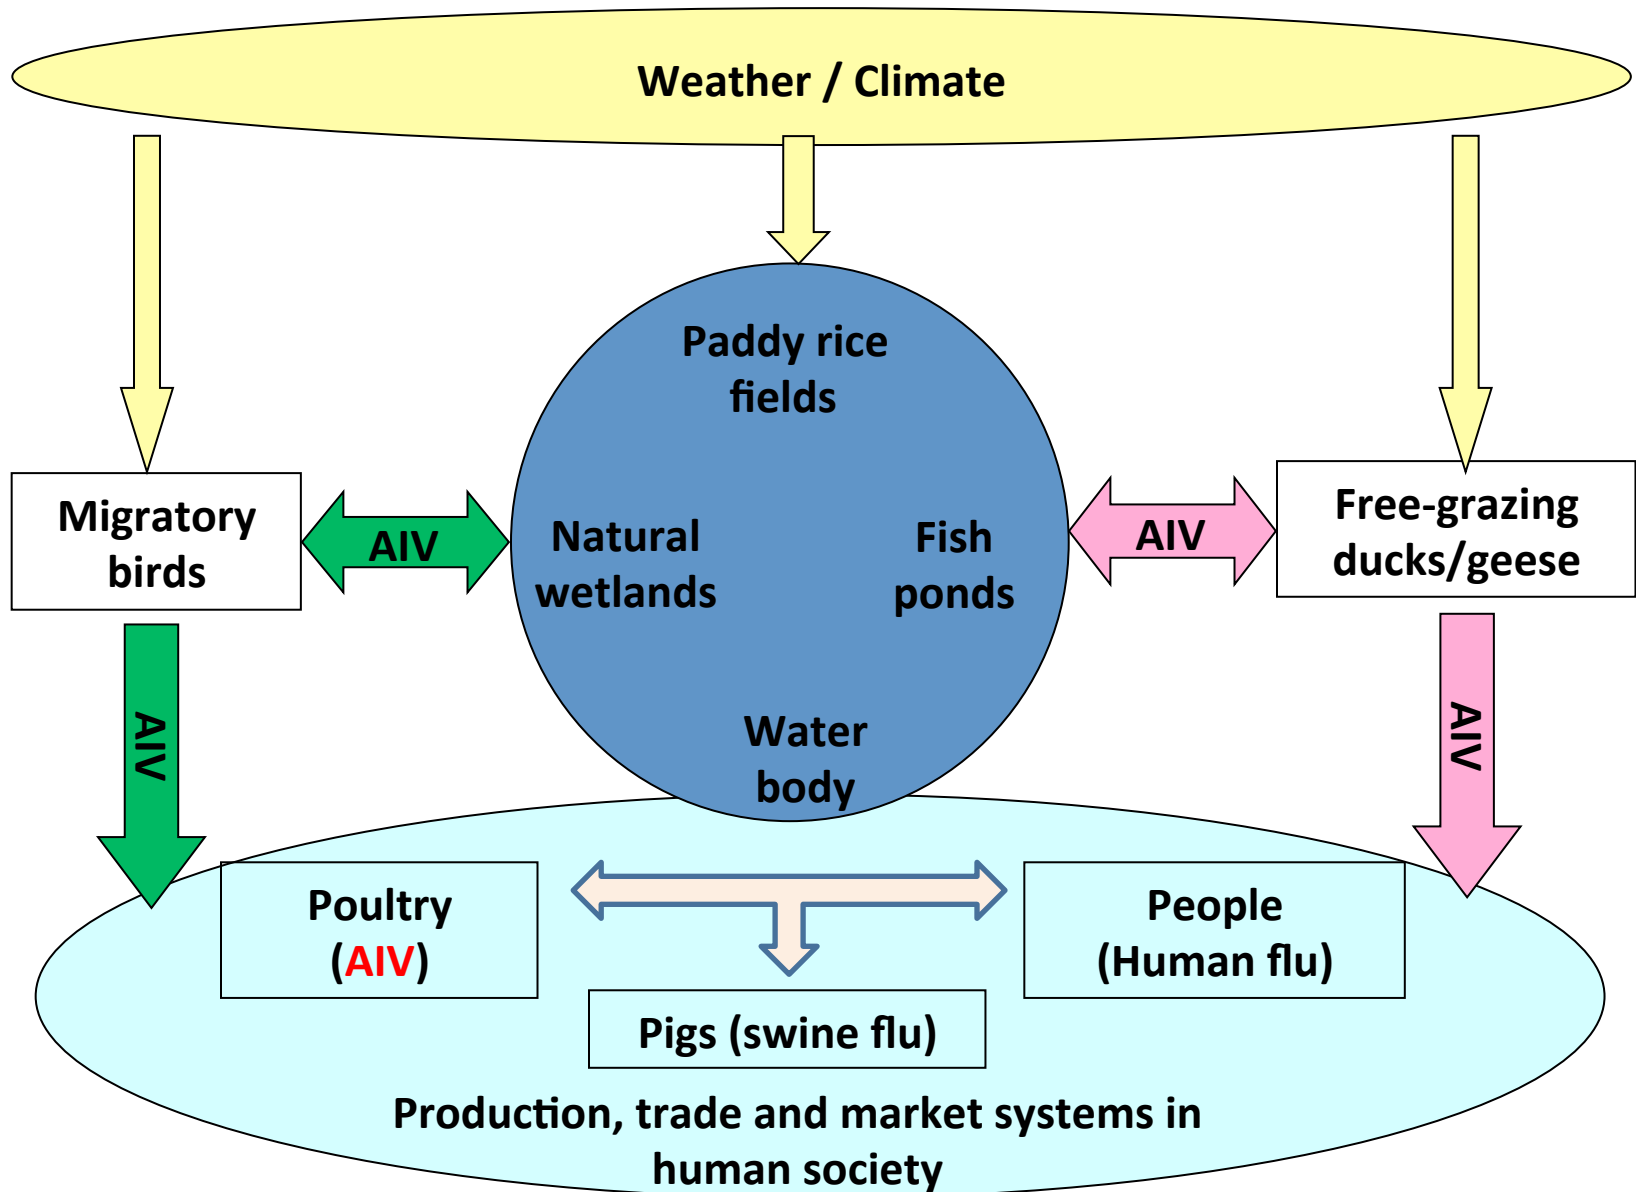 Weather / Climate
Paddy rice
fields
Migratory
birds
AIV
Natural
wetlands
Fish
ponds
AIV
Free-grazing
ducks/geese
AIV
Water
body
AIV
Poultry
(AIV)
People
(Human flu)
Pigs (swine flu)
Production, trade and market systems in
human society